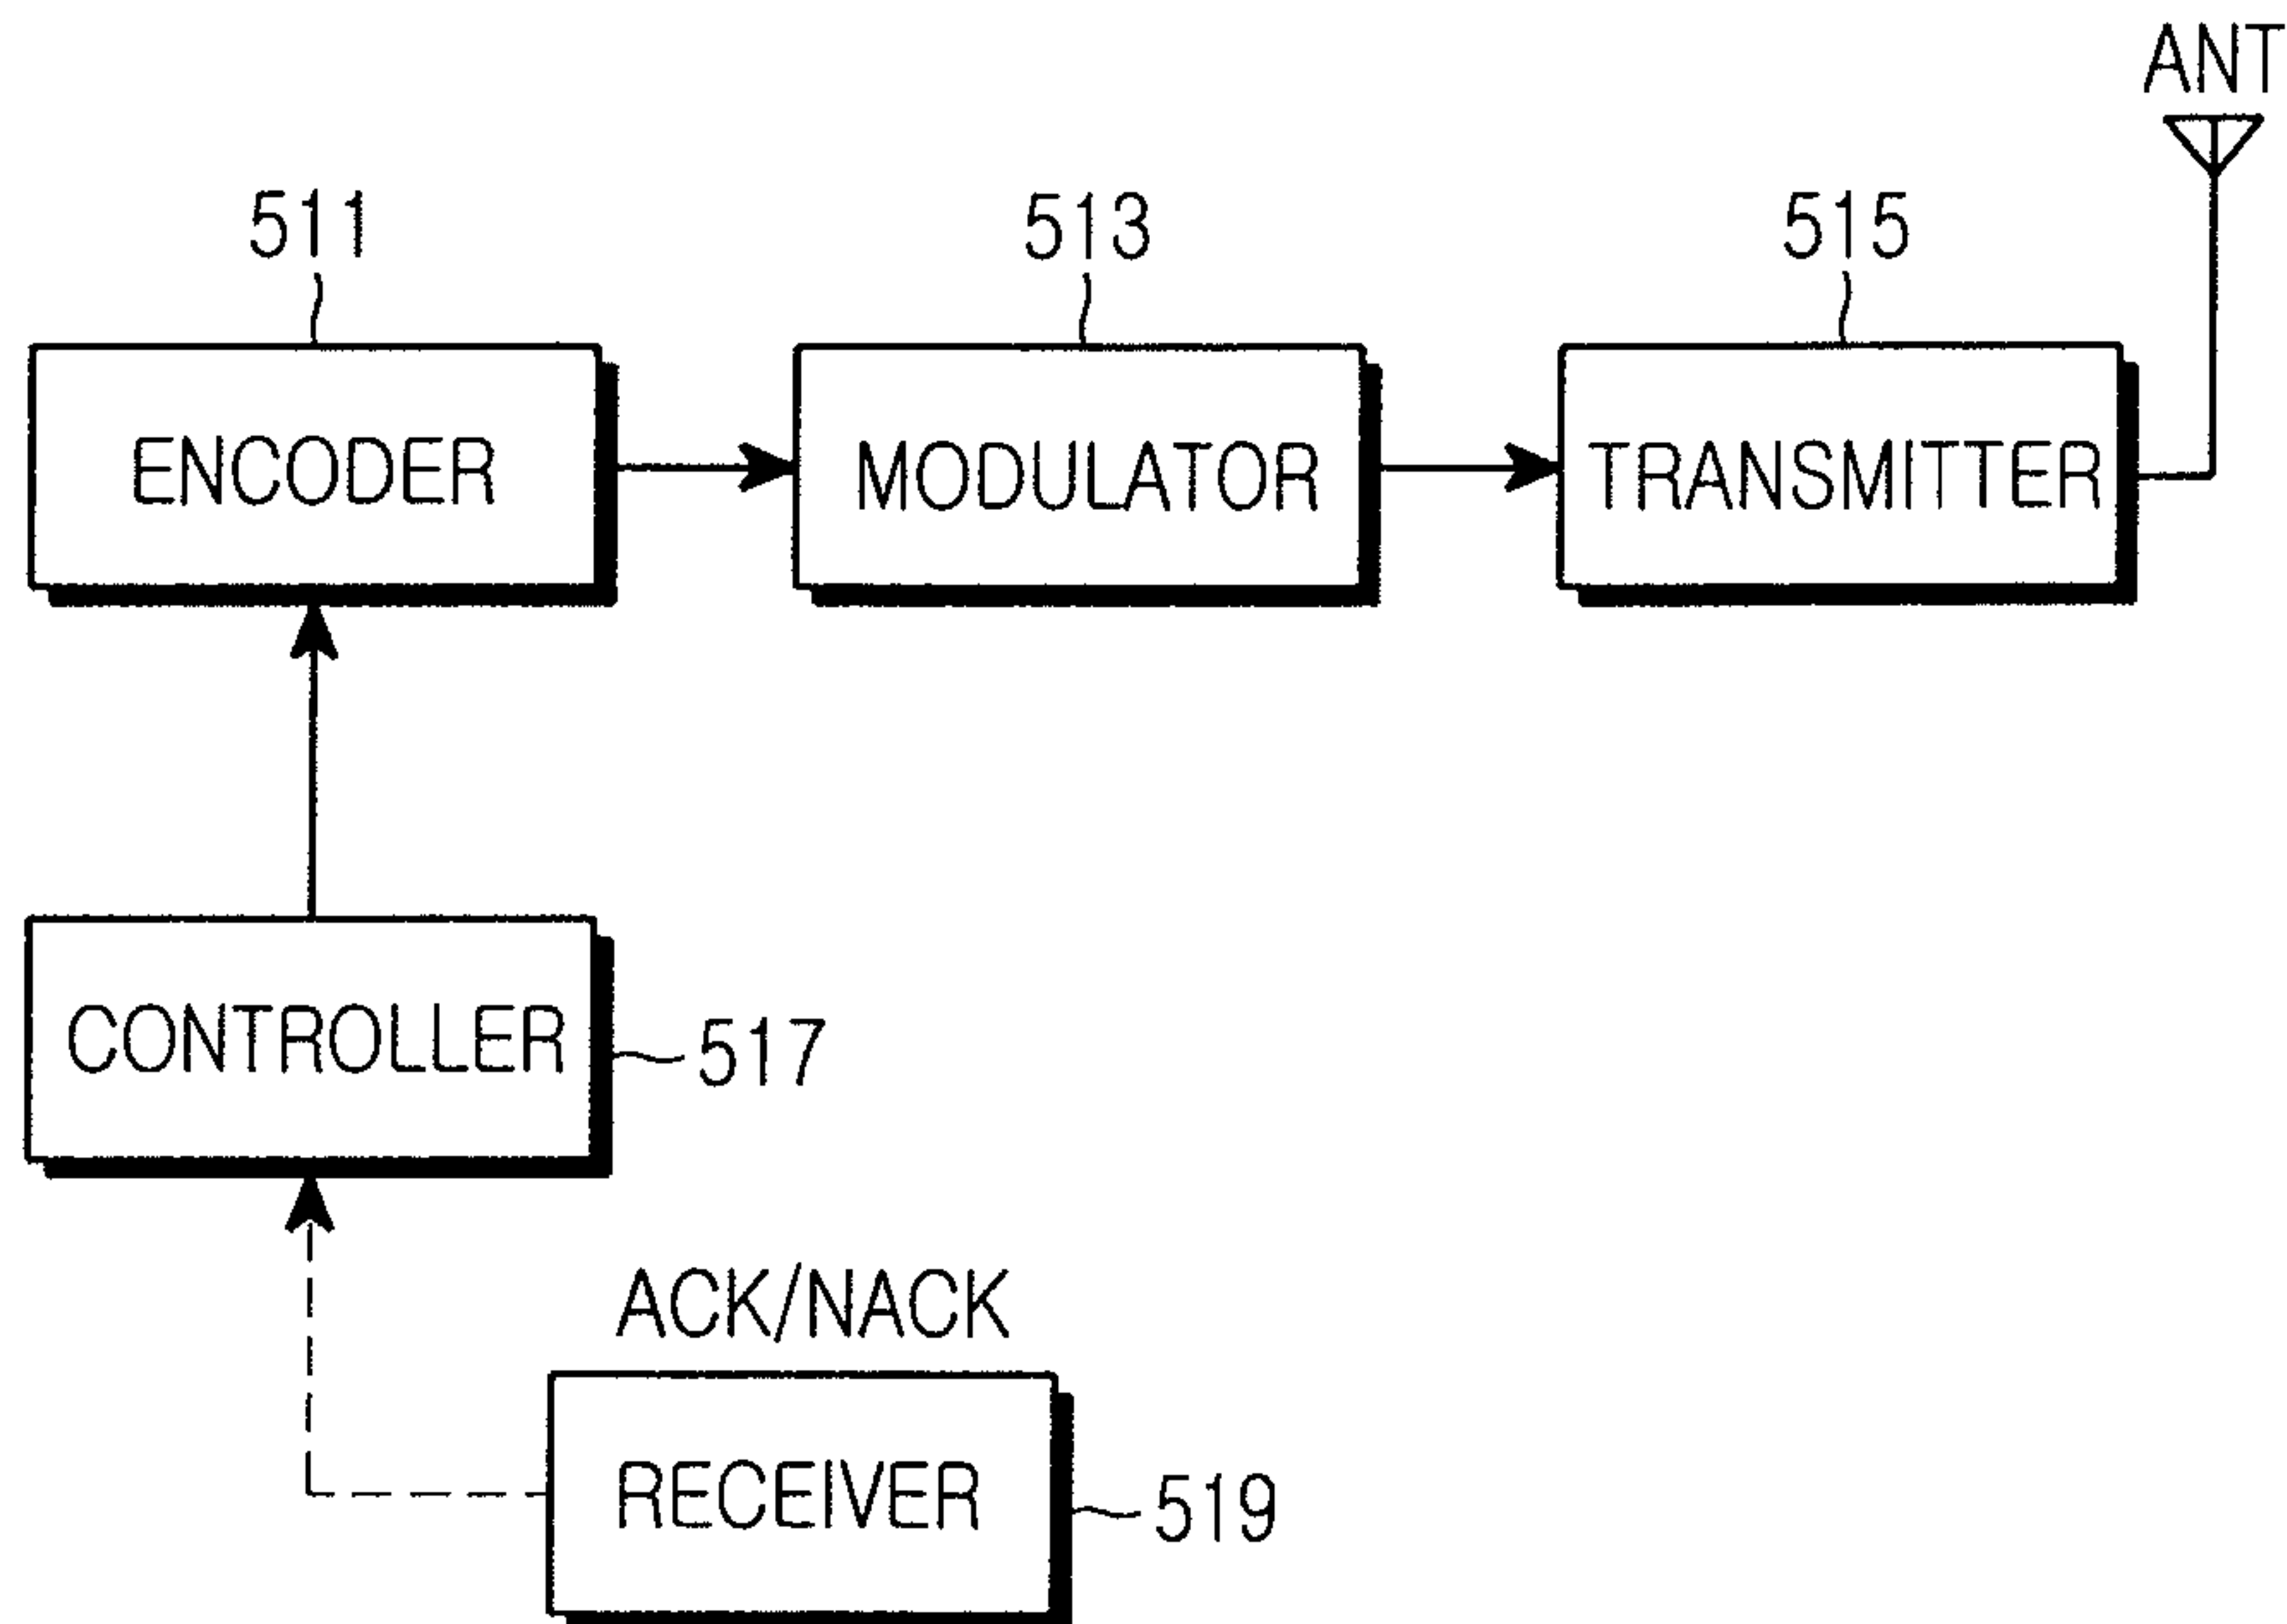 ANT
511
513
515
ENCODER
MODULATOR
TRANSMITTER
CONTROLLER
517
ACK/NACK
RECEIVER
519